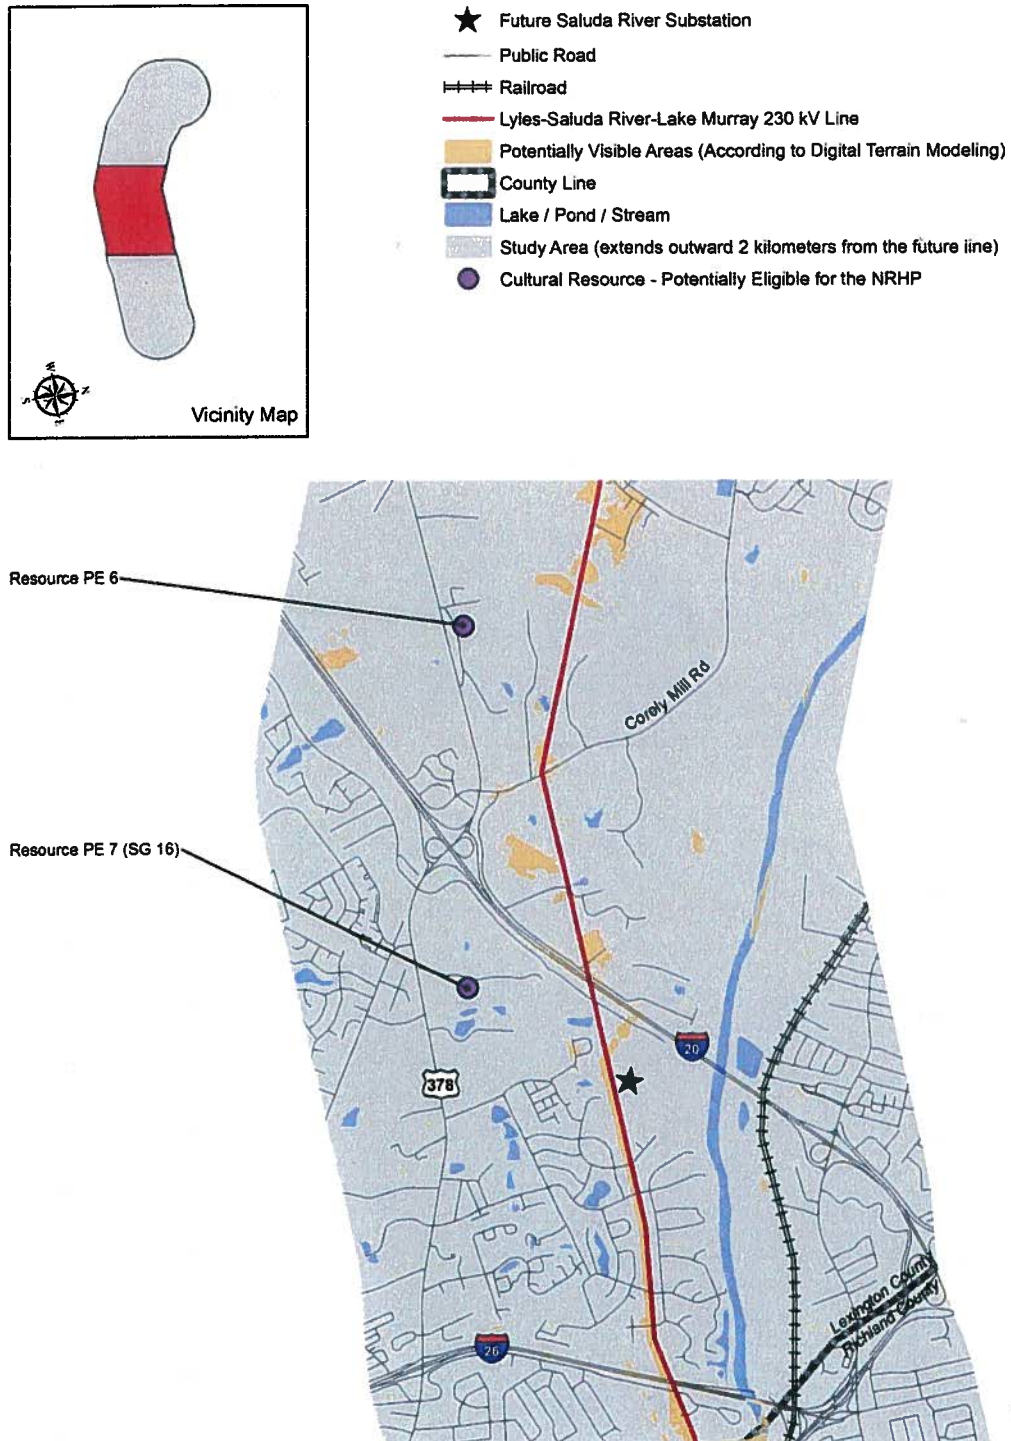 Future Saluda River Substation
Public Road
Railroad
Lyles-Saluda River-Lake Murray 230 kV Line
Potentially Visible Areas (According to Digital Terrain Modeling)
County Line
Lake / Pond / Stream
Study Area (extends outward 2 kilometers from the future line)
Cultural Resource - Potentially Eligible for the NRHP
W
N
S
E
Vicinity Map
Resource PE 6
Corely Mill Rd
Resource PE 7 (SG 16)
20
378
Lexington County
Richland County
26